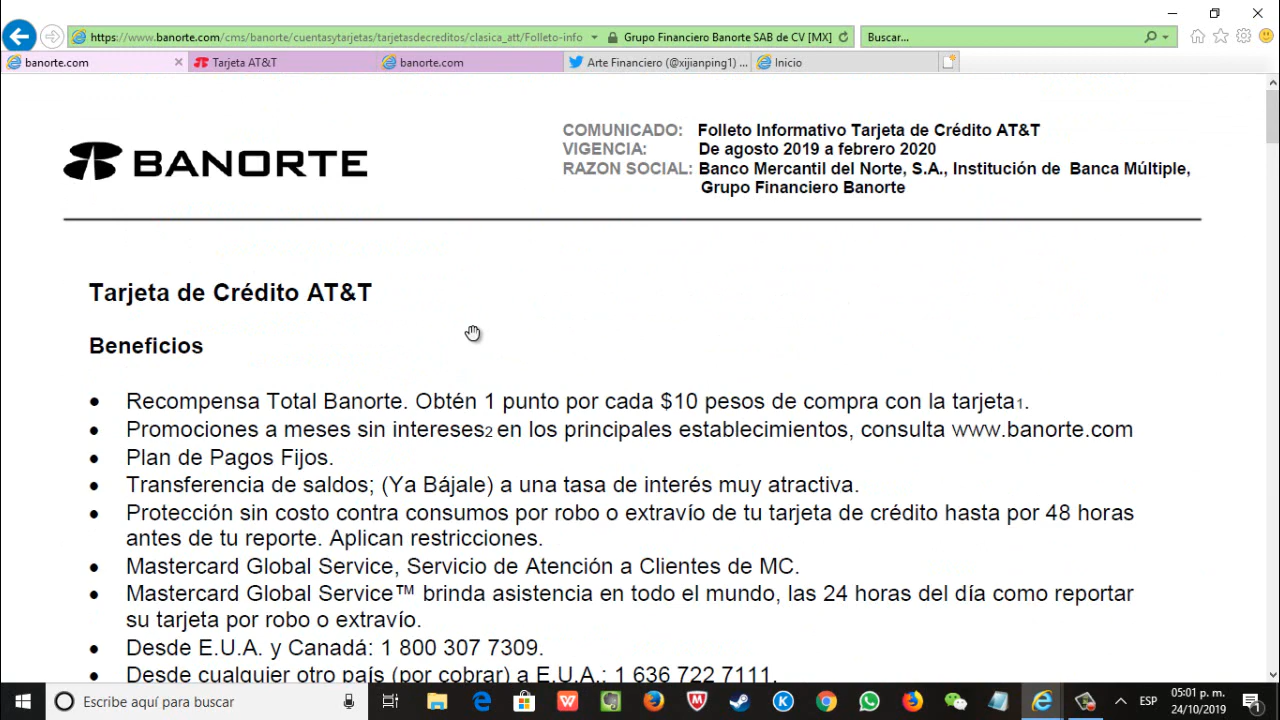 https://www.banorte.com/cms/banorte/cuentasytarjetas/tarjetasdecreditos/clasica_att/Folleto-info
Grupo Financiero Banorte SAB de CV [MX]
Buscar...
banorte.com
Tarjeta AT&T
banorte.com
Arte Financiero (@xijianping1) ...
Inicio
BANORTE
COMUNICADO: Folleto Informativo Tarjeta de Crédito AT&T
VIGENCIA: De agosto 2019 a febrero 2020
RAZON SOCIAL: Banco Mercantil del Norte, S.A., Institución de Banca Múltiple,
Grupo Financiero Banorte
Tarjeta de Crédito AT&T
Beneficios
• Recompensa Total Banorte. Obtén 1 punto por cada $10 pesos de compra con la tarjeta1.
• Promociones a meses sin intereses2 en los principales establecimientos, consulta www.banorte.com
• Plan de Pagos Fijos.
• Transferencia de saldos; (Ya Bájale) a una tasa de interés muy atractiva.
• Protección sin costo contra consumos por robo o extravío de tu tarjeta de crédito hasta por 48 horas
antes de tu reporte. Aplican restricciones.
• Mastercard Global Service, Servicio de Atención a Clientes de MC.
• Mastercard Global Service™ brinda asistencia en todo el mundo, las 24 horas del día como reportar
su tarjeta por robo o extravío.
• Desde E.U.A. y Canadá: 1 800 307 7309.
• Desde cualquier otro país (por cobrar) a E.U.A.: 1 636 722 7111.
Escribe aquí para buscar
ESP
05:01 p. m.
24/10/2019
1